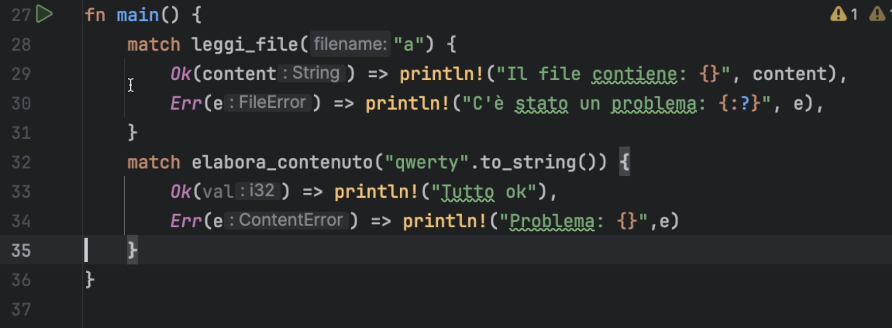 27 fn main() { 1 1
28 match leggi_file(filename: "a") {
29 Ok(content : String) => println!("Il file contiene: {}", content),
30 Err(e : FileError) => println!("C'è stato un problema: {:?}", e),
31 }
32 match elabora_contenuto("qwerty".to_string()) {
33 Ok(val : i32) => println!("Tutto ok"),
34 Err(e : ContentError) => println!("Problema: {}",e)
35 }
36 }
37